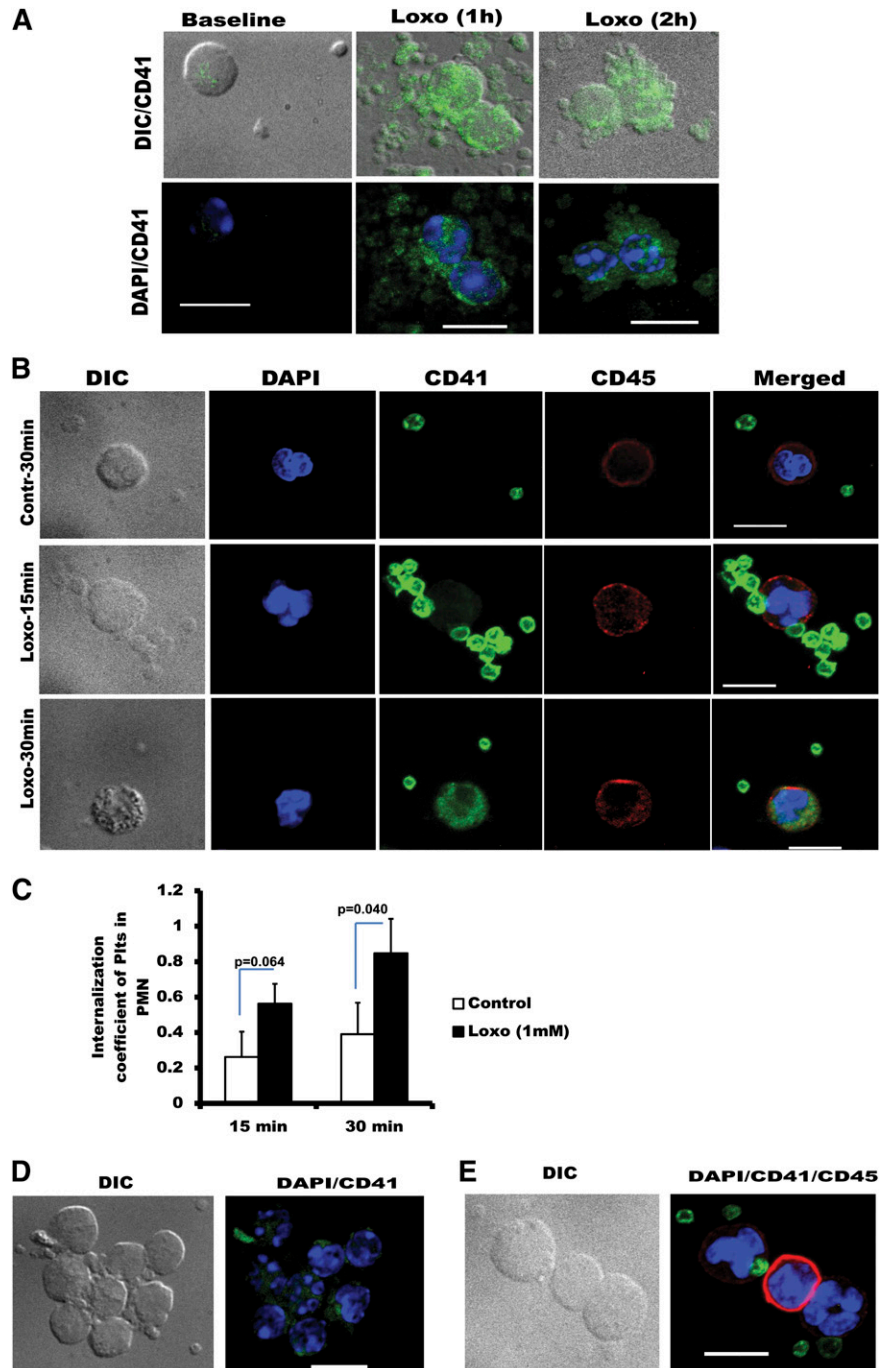 A
Baseline
Loxo (1h)
Loxo (2h)
DIC/CD41
DAPI/CD41
B
DIC
DAPI
CD41
CD45
Merged
Contr-30min
Loxo-15min
Loxo-30min
C
Internalization
coefficient of Plts in
PMN
1.2
1
0.8
0.6
0.4
0.2
0
p=0.064
p=0.040
15 min
30 min
Control
Loxo (1mM)
D
DIC
DAPI/CD41
E
DIC
DAPI/CD41/CD45